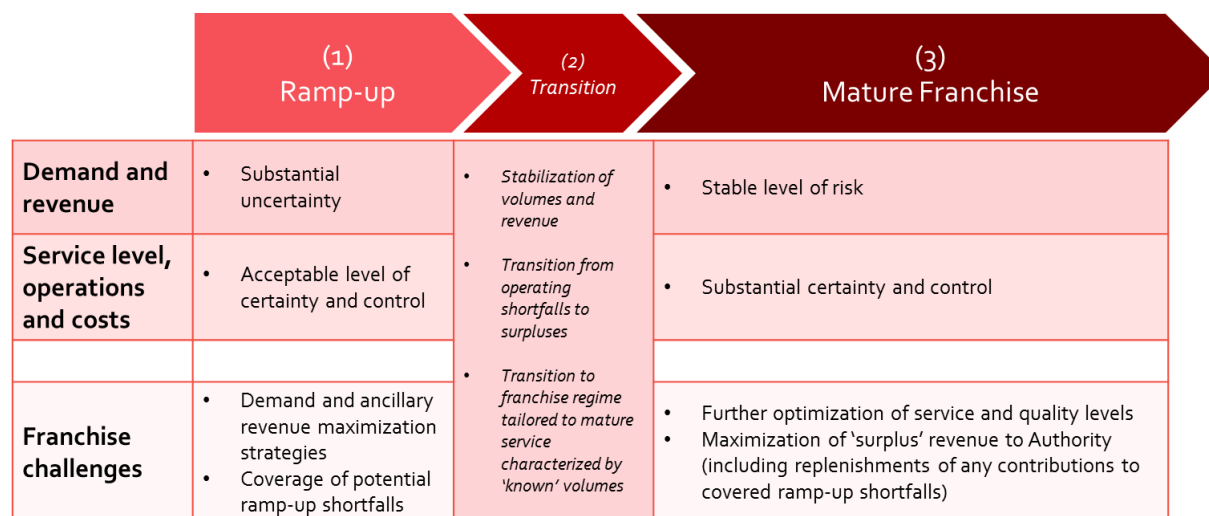 (1)
Ramp-up
(2)
Transition
(3)
Mature Franchise
Demand and
revenue
• Substantial
uncertainty
• Stabilization of
volumes and
revenue
• Transition from
operating
shortfalls to
surpluses
• Transition to
franchise regime
tailored to mature
service
characterized by
‘known’ volumes
• Stable level of risk
Service level,
operations
and costs
• Acceptable level of
certainty and control
• Substantial certainty and control
Franchise
challenges
• Demand and ancillary
revenue maximization
strategies
• Coverage of potential
ramp-up shortfalls
• Further optimization of service and quality levels
• Maximization of ‘surplus’ revenue to Authority
(including replenishments of any contributions to
covered ramp-up shortfalls)